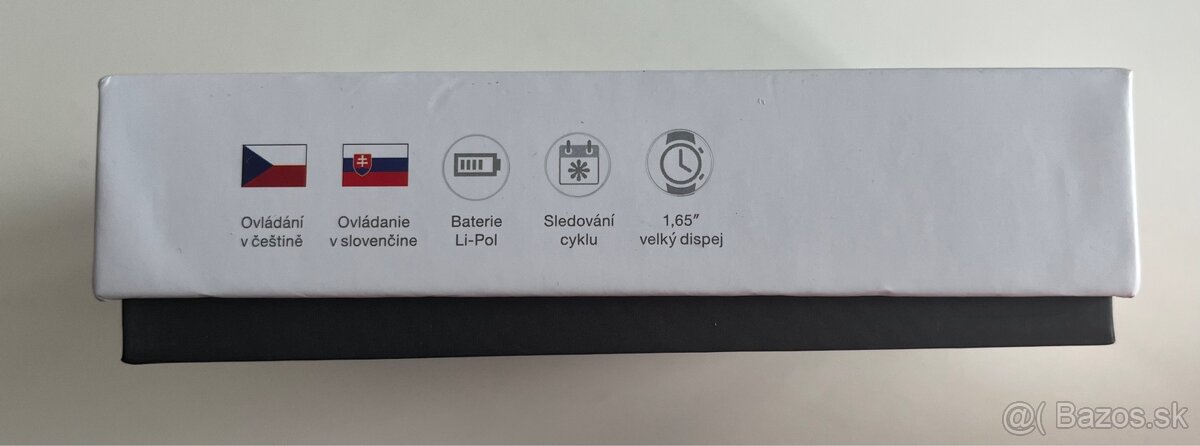 Ovládání
v češtině
Ovládanie
v slovenčine
Baterie
Li-Pol
Sledování
cyklu
1,65″
velký dispej
@( Bazos.sk